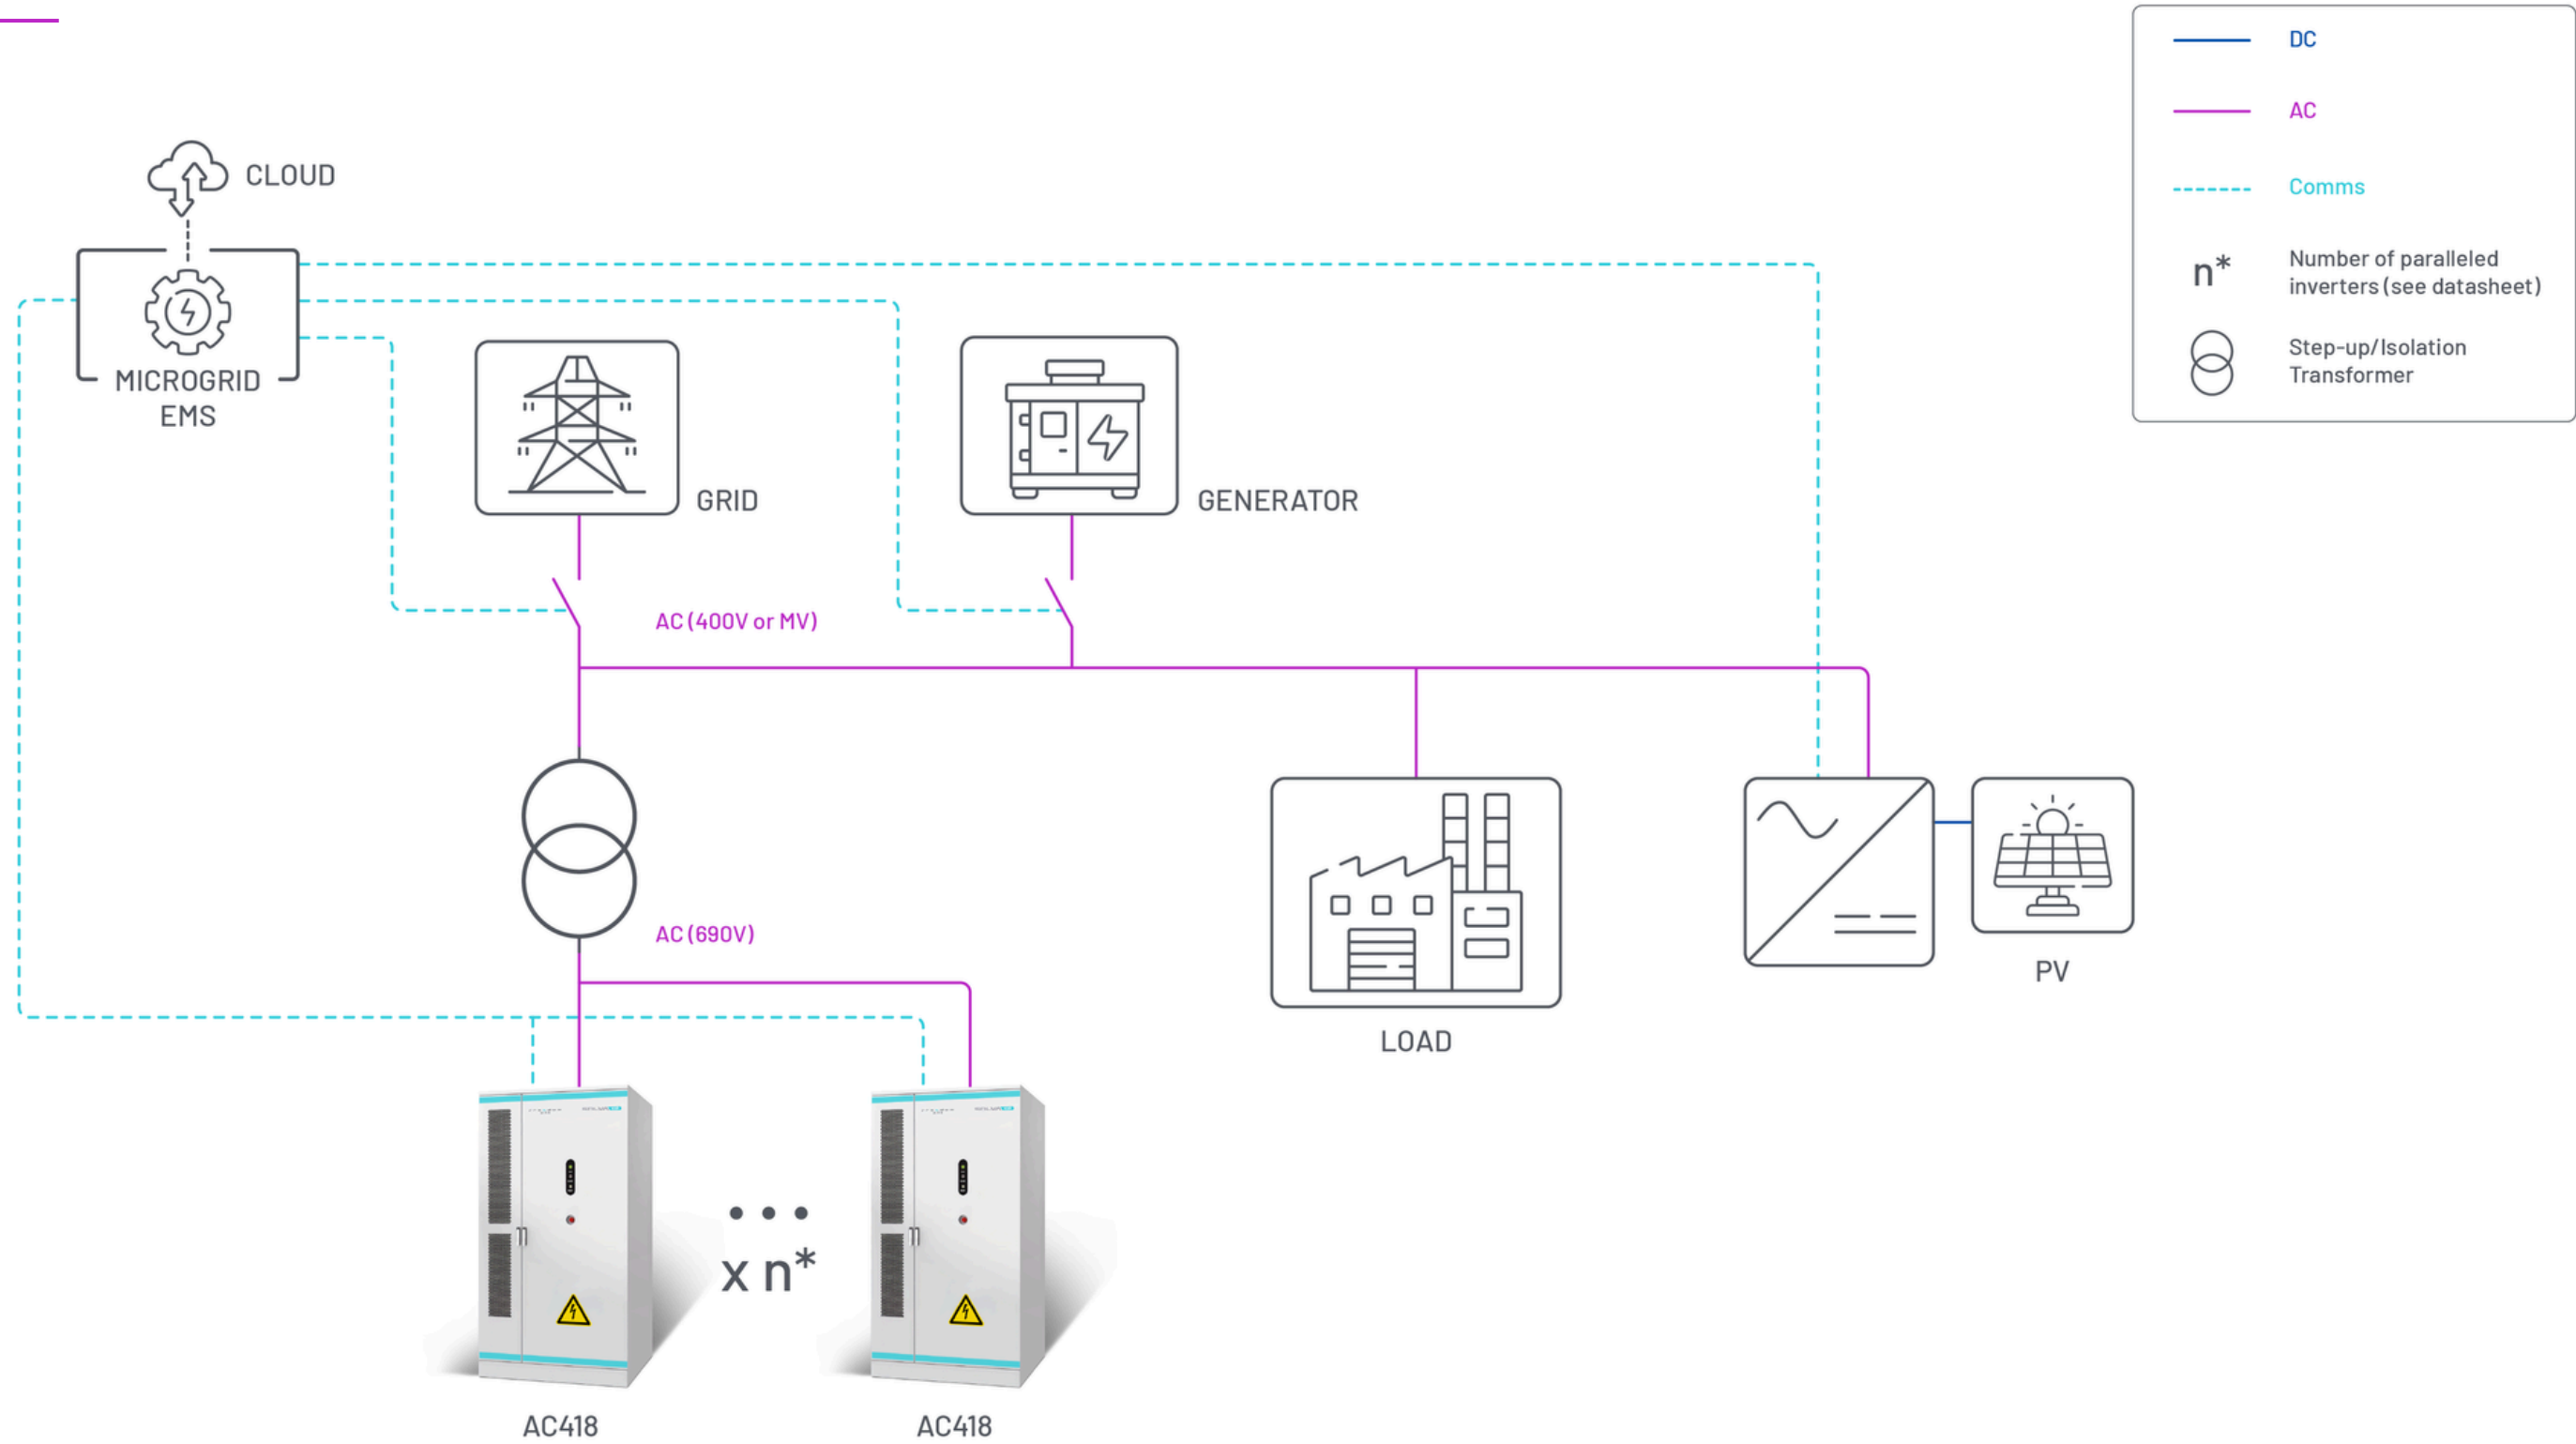 DC
AC
Comms
n*
Number of paralleled
inverters (see datasheet)
Step-up/Isolation
Transformer
CLOUD
MICROGRID
EMS
GRID
GENERATOR
AC (400V or MV)
AC (690V)
LOAD
PV
x n*
AC418
AC418